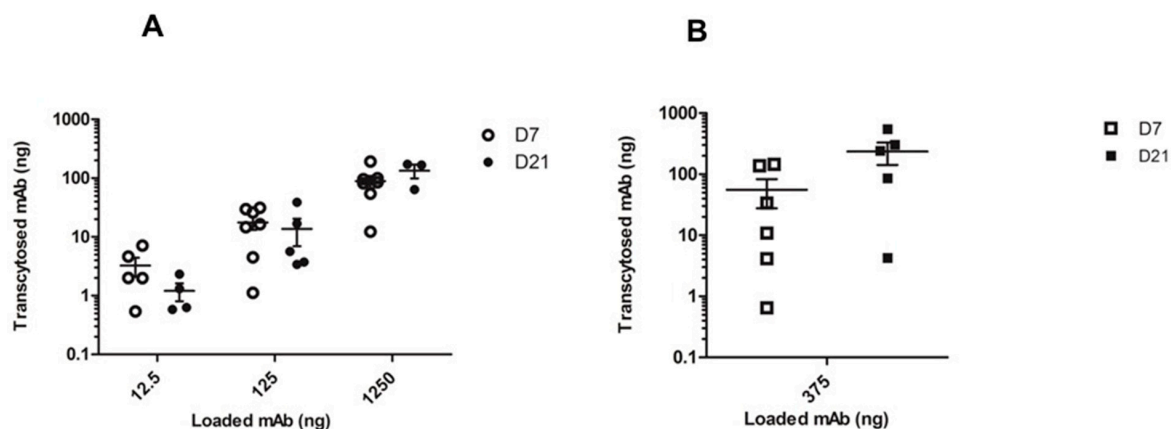 A
Transcytosed mAb (ng)
1000
100
10
1
0.1
12.5
125
1250
Loaded mAb (ng)
D7
D21
B
Transcytosed mAb (ng)
1000
100
10
1
0.1
375
Loaded mAb (ng)
D7
D21